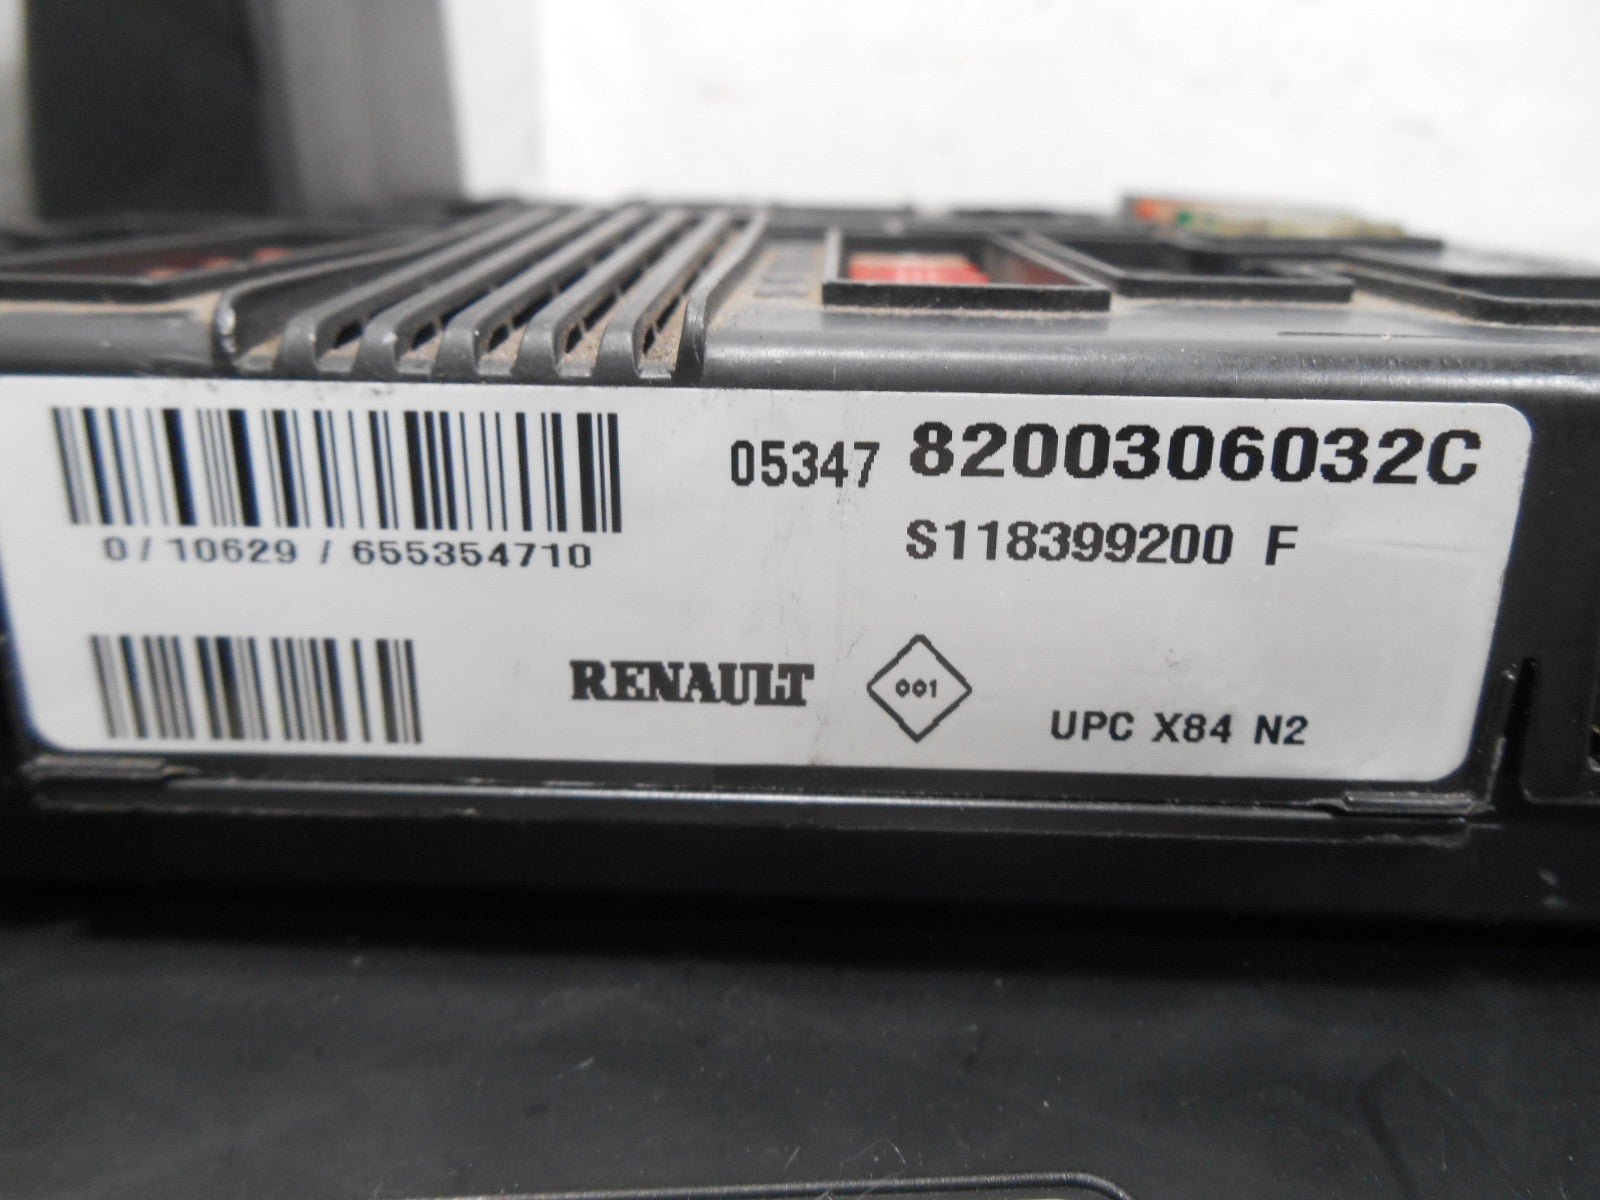 05347 8200306032C
S118399200 F
0/10629/655354710
RENAULT 001 UPC X84 N2